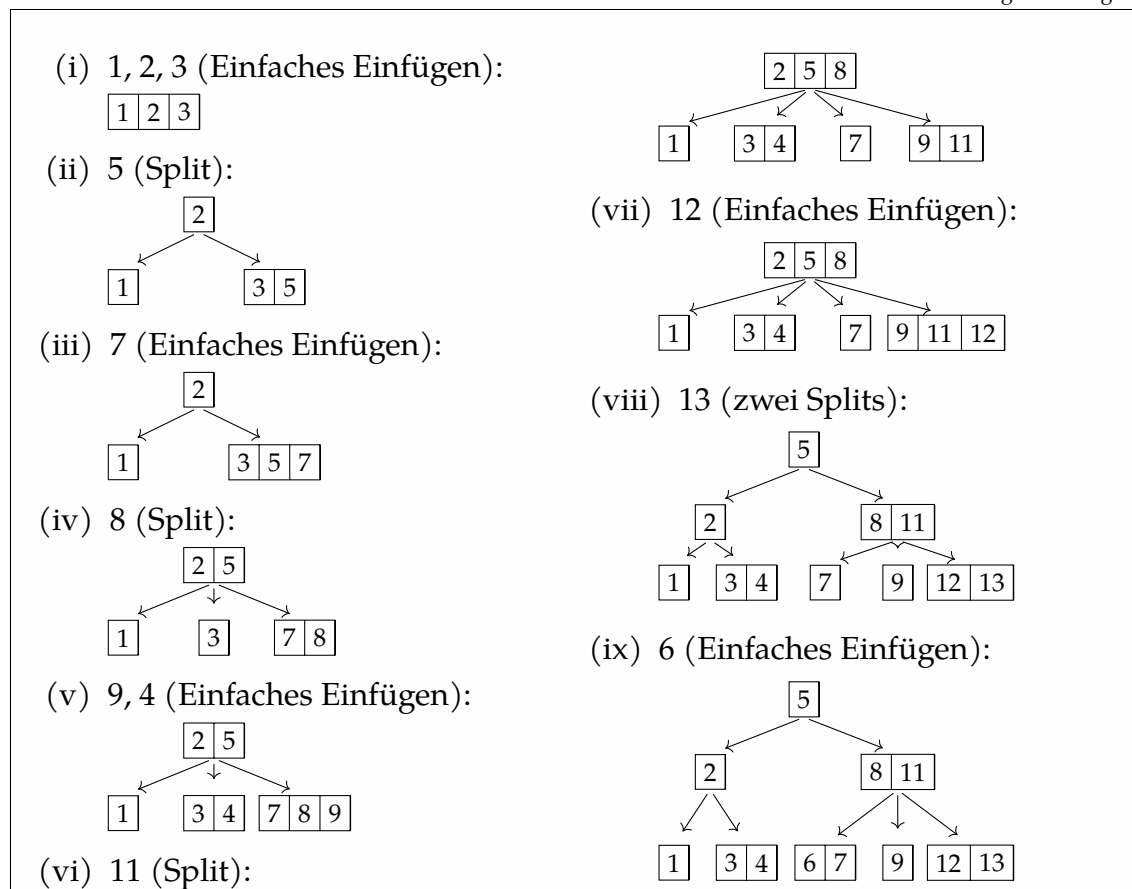 (i) 1, 2, 3 (Einfaches Einfügen):
1 2 3
(ii) 5 (Split):
2
1 3 5
(iii) 7 (Einfaches Einfügen):
2
1 3 5 7
(iv) 8 (Split):
2 5
1 3 7 8
(v) 9, 4 (Einfaches Einfügen):
2 5
1 3 4 7 8 9
(vi) 11 (Split):
2 5 8
1 3 4 7 9 11
(vii) 12 (Einfaches Einfügen):
2 5 8
1 3 4 7 9 11 12
(viii) 13 (zwei Splits):
5
2 8 11
1 3 4 7 9 12 13
(ix) 6 (Einfaches Einfügen):
5
2 8 11
1 3 4 6 7 9 12 13